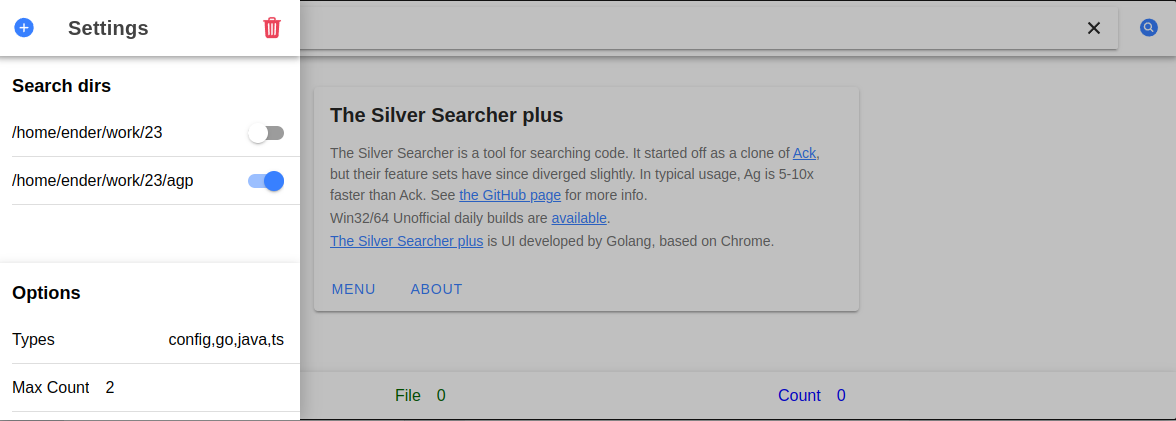 Settings
Search dirs
/home/ender/work/23
/home/ender/work/23/agp
Options
Types config,go,java,ts
Max Count 2
The Silver Searcher plus
The Silver Searcher is a tool for searching code. It started off as a clone of Ack,
but their feature sets have since diverged slightly. In typical usage, Ag is 5-10x
faster than Ack. See the GitHub page for more info.
Win32/64 Unofficial daily builds are available.
The Silver Searcher plus is UI developed by Golang, based on Chrome.
MENU ABOUT
File 0 Count 0